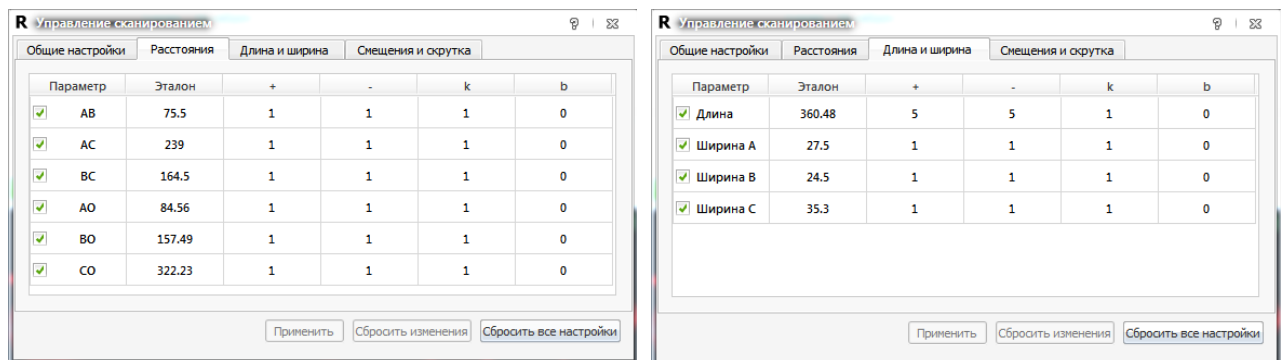 R Управление сканированием
Общие настройки Расстояния Длина и ширина Смещения и скрутка
Параметр Эталон + - k b
AB 75.5 1 1 1 0
AC 239 1 1 1 0
BC 164.5 1 1 1 0
AO 84.56 1 1 1 0
BO 157.49 1 1 1 0
CO 322.23 1 1 1 0
Применить Сбросить изменения Сбросить все настройки
R Управление сканированием
Общие настройки Расстояния Длина и ширина Смещения и скрутка
Параметр Эталон + - k b
Длина 360.48 5 5 1 0
Ширина A 27.5 1 1 1 0
Ширина B 24.5 1 1 1 0
Ширина C 35.3 1 1 1 0
Применить Сбросить изменения Сбросить все настройки